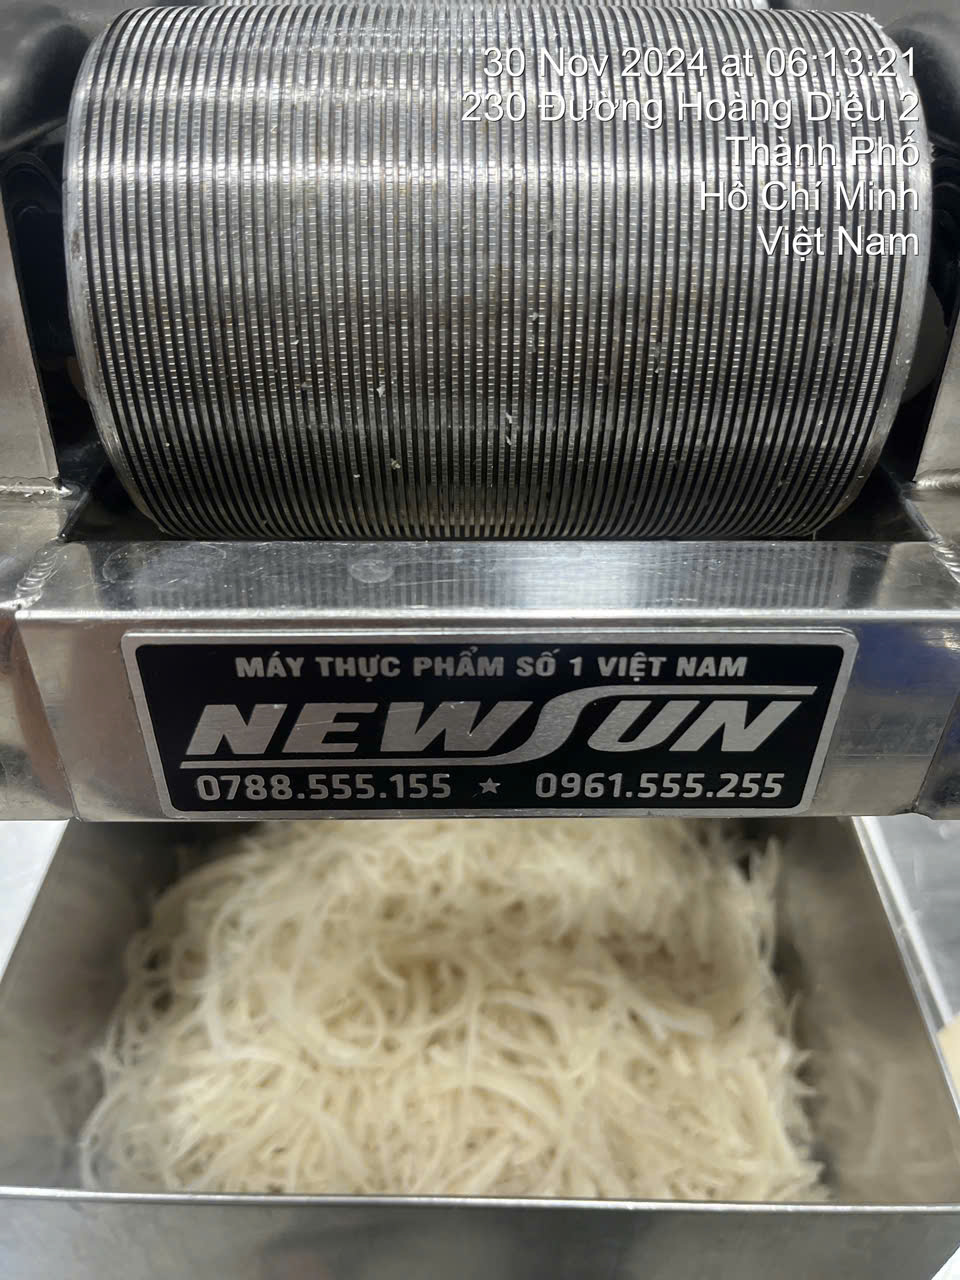 30 Nov 2024 at 06:13:21
230 Đường Hoàng Diệu 2
Thành Phố
Hồ Chí Minh
Việt Nam
MÁY THỰC PHẨM SỐ 1 VIỆT NAM
NEWSUN
0788.555.155 ★ 0961.555.255